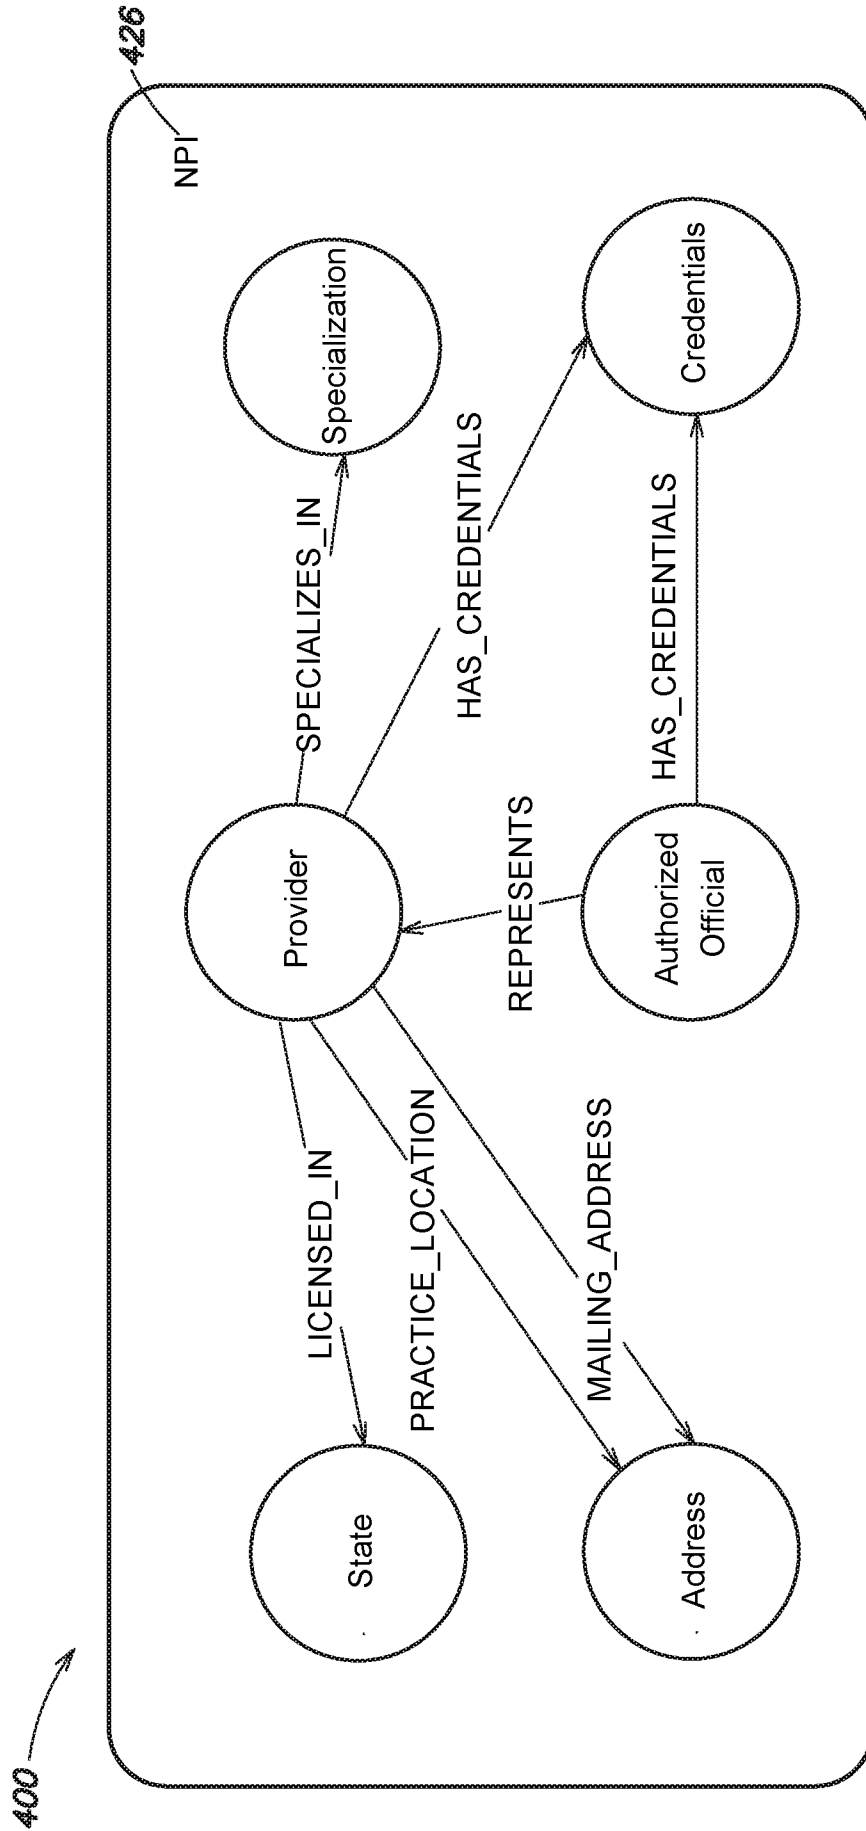 400
426
NPI
Provider
SPECIALIZES_IN
Specialization
LICENSED_IN
State
HAS_CREDENTIALS
PRACTICE_LOCATION
REPRESENTS
MAILING_ADDRESS
Address
Authorized
Official
HAS_CREDENTIALS
Credentials